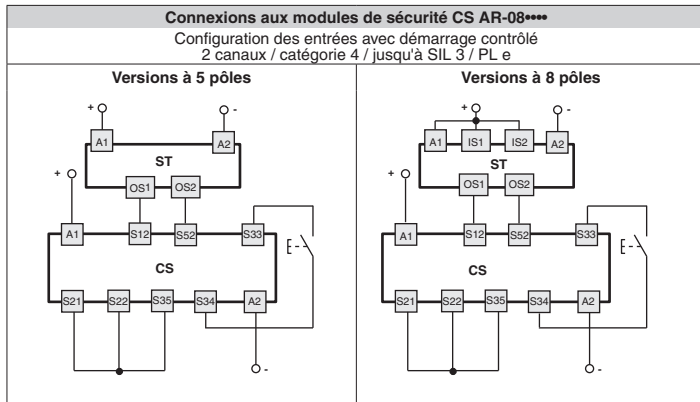 Connexions aux modules de sécurité CS AR-08••••
Configuration des entrées avec démarrage contrôlé
2 canaux / catégorie 4 / jusqu'à SIL 3 / PL e
Versions à 5 pôles
+ -
A1 A2
ST
+
OS1 OS2
A1 S12 S52 S33
CS
S21 S22 S35 S34 A2
-
Versions à 8 pôles
+ -
A1 IS1 IS2 A2
ST
+
OS1 OS2
A1 S12 S52 S33
CS
S21 S22 S35 S34 A2
-